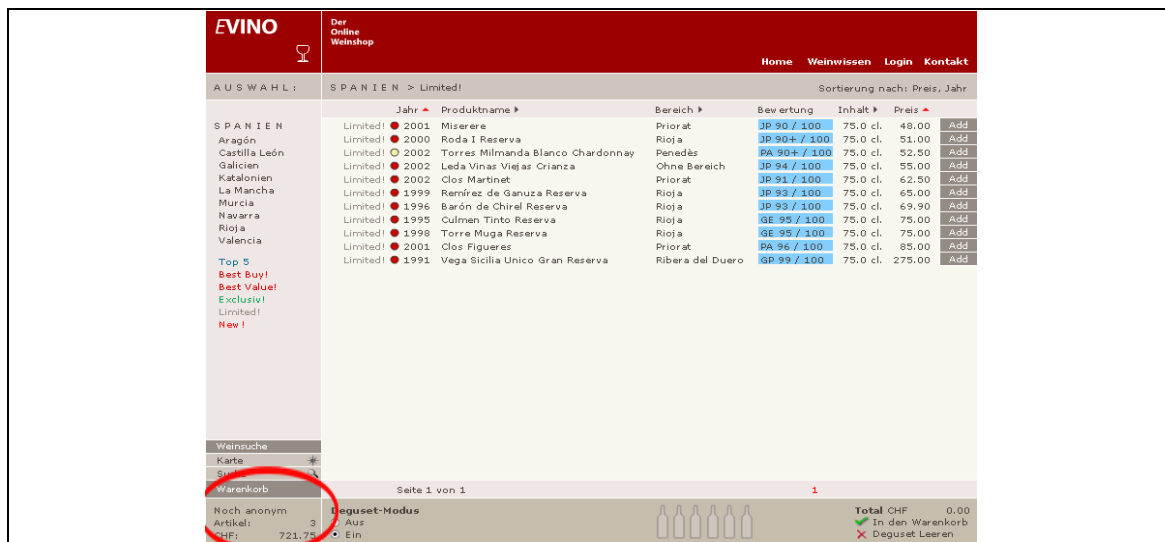 EVINO
Der
Online
Weinshop
Home Weinwissen Login Kontakt
AUSWAHL: SPANIEN > Limited! Sortierung nach: Preis, Jahr
Jahr Produktname Bereich Bewertung Inhalt Preis
Limited! 2001 Miserere Priorat JP 90 / 100 75.0 cl. 48.00 Add
Limited! 2000 Roda I Reserva Rioja JP 90+ / 100 75.0 cl. 51.00 Add
Limited! 2002 Torres Milmanda Blanco Chardonnay Penedès PA 90+ / 100 75.0 cl. 52.50 Add
Limited! 2002 Leda Vinas Viejas Crianza Ohne Bereich JP 94 / 100 75.0 cl. 55.00 Add
Limited! 2002 Clos Martinet Priorat JP 91 / 100 75.0 cl. 62.50 Add
Limited! 1999 Remírez de Ganuza Reserva Rioja JP 93 / 100 75.0 cl. 65.00 Add
Limited! 1996 Barón de Chirel Reserva Rioja JP 93 / 100 75.0 cl. 69.90 Add
Limited! 1995 Culmen Tinto Reserva Rioja GE 95 / 100 75.0 cl. 75.00 Add
Limited! 1998 Torre Muga Reserva Rioja GE 95 / 100 75.0 cl. 75.00 Add
Limited! 2001 Clos Figueres Priorat PA 96 / 100 75.0 cl. 85.00 Add
Limited! 1991 Vega Sicilia Unico Gran Reserva Ribera del Duero GP 99 / 100 75.0 cl. 275.00 Add
SPANIEN
Aragón
Castilla León
Galicien
Katalonien
La Mancha
Murcia
Navarra
Rioja
Valencia
Top 5
Best Buy!
Best Value!
Exclusiv!
Limited!
New!
Weinsuche
Karte
Suche
Warenkorb
Seite 1 von 1 1
Noch anonym
Artikel: 3
CHF: 721.75
Deguset-Modus
Aus
Ein
Total CHF 0.00
In den Warenkorb
Deguset Leeren